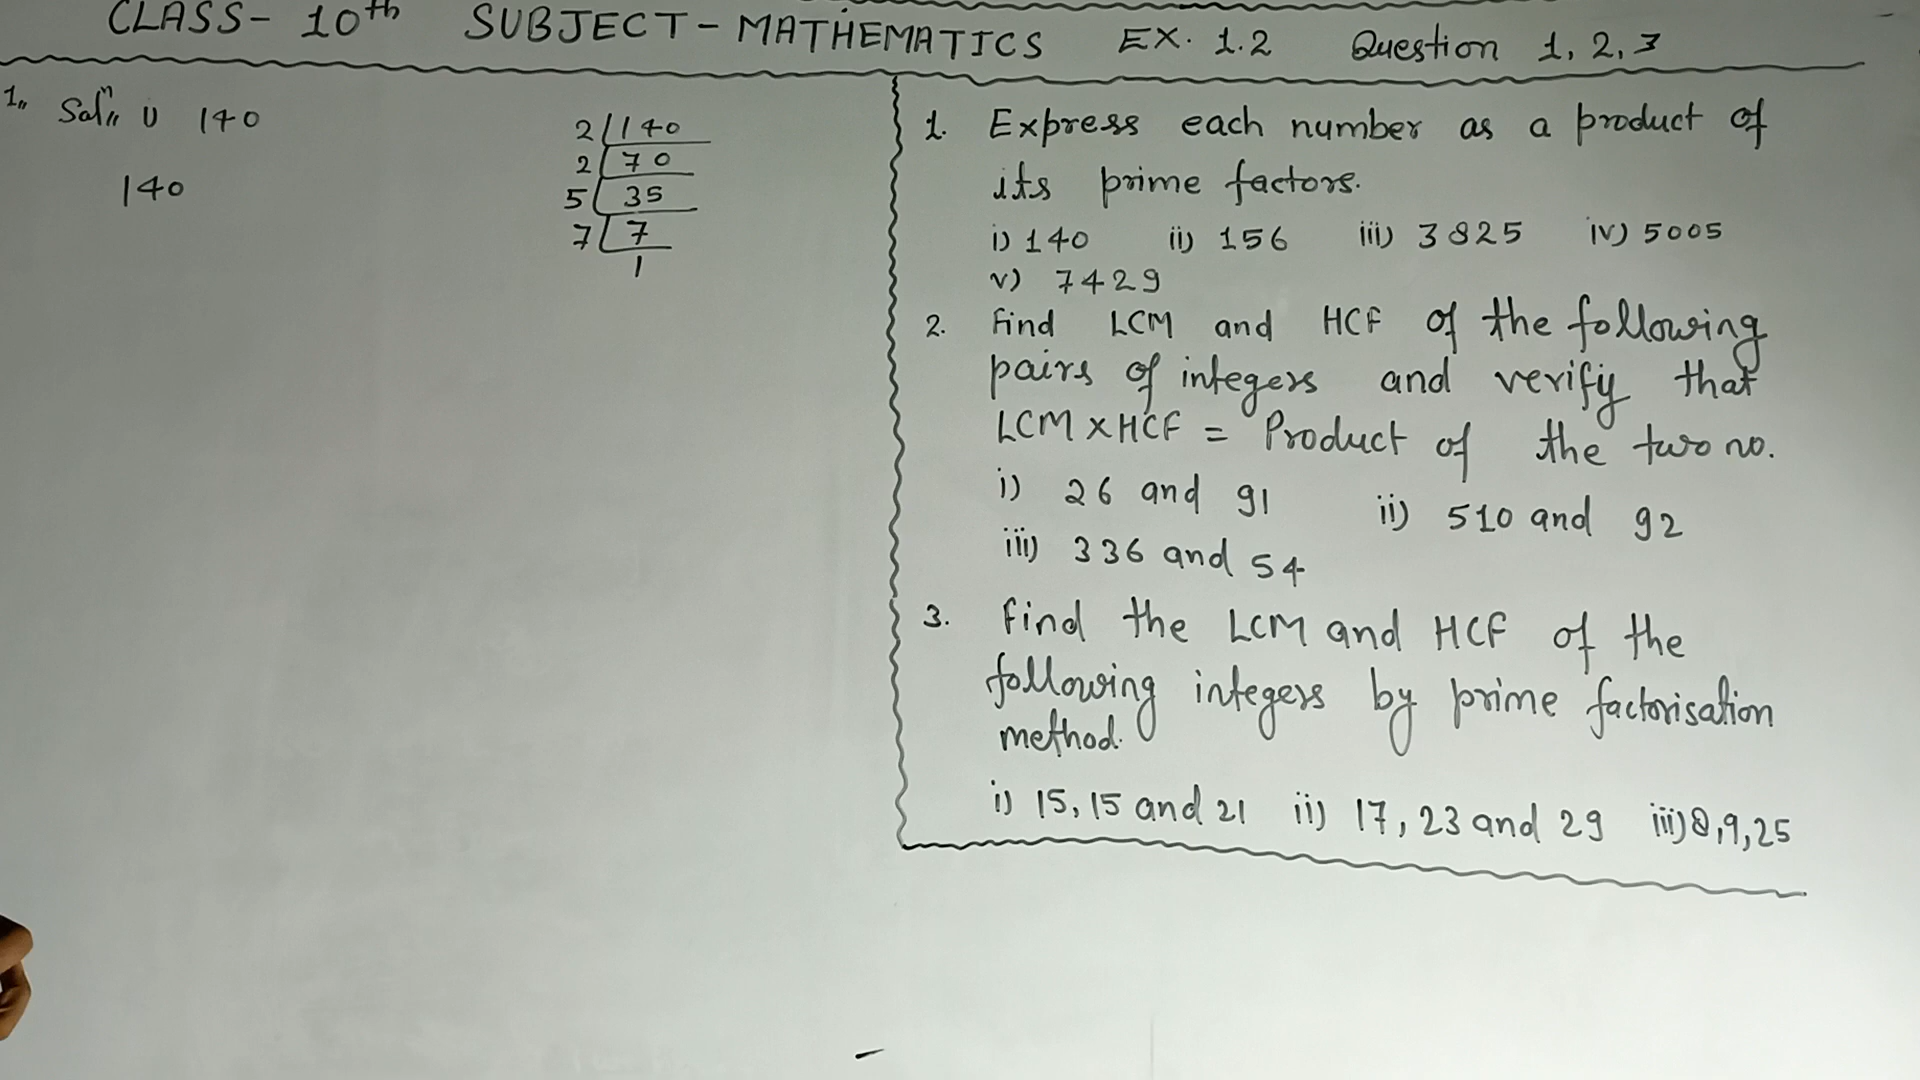 CLASS- 10th SUBJECT- MATHEMATICS EX. 1.2 Question 1, 2, 3
1,, Solⁿ,, i) 140
140
2 140
2 70
5 35
7 7
1
1. Express each number as a product of
its prime factors.
i) 140 ii) 156 iii) 3825 iv) 5005
v) 7429
2. Find LCM and HCF of the following
pairs of integers and verify that
LCM x HCF = Product of the two no.
i) 26 and 91 ii) 510 and 92
iii) 336 and 54
3. Find the LCM and HCF of the
following integers by prime factorisation
method.
i) 15, 15 and 21 ii) 17, 23 and 29 iii) 8, 9, 25